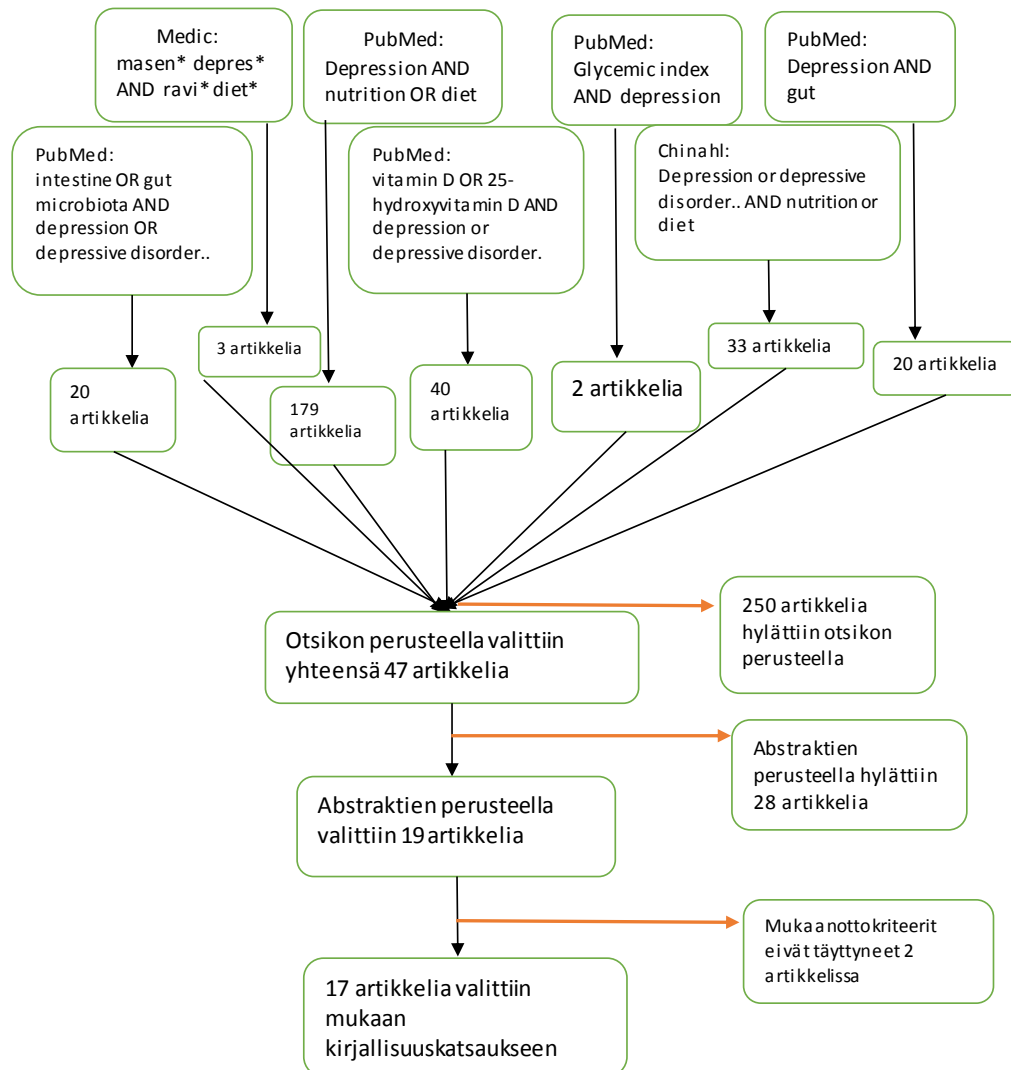 Medic:
masen* depres*
AND ravi* diet*
PubMed:
Depression AND
nutrition OR diet
PubMed:
Glycemic index
AND depression
PubMed:
Depression AND
gut
PubMed:
intestine OR gut
microbiota AND
depression OR
depressive disorder..
PubMed:
vitamin D OR 25-
hydroxyvitamin D AND
depression or
depressive disorder.
Chinahl:
Depression or depressive
disorder.. AND nutrition or
diet
20
artikkelia
3 artikkelia
179
artikkelia
40
artikkelia
2 artikkelia
33 artikkelia
20 artikkelia
Otsikon perusteella valittiin
yhteensä 47 artikkelia
250 artikkelia
hylättiin otsikon
perusteella
Abstraktien
perusteella hylättiin
28 artikkelia
Abstraktien perusteella
valittiin 19 artikkelia
Mukaanottokriteerit
eivät täyttyneet 2
artikkelissa
17 artikkelia valittiin
mukaan
kirjallisuuskatsaukseen